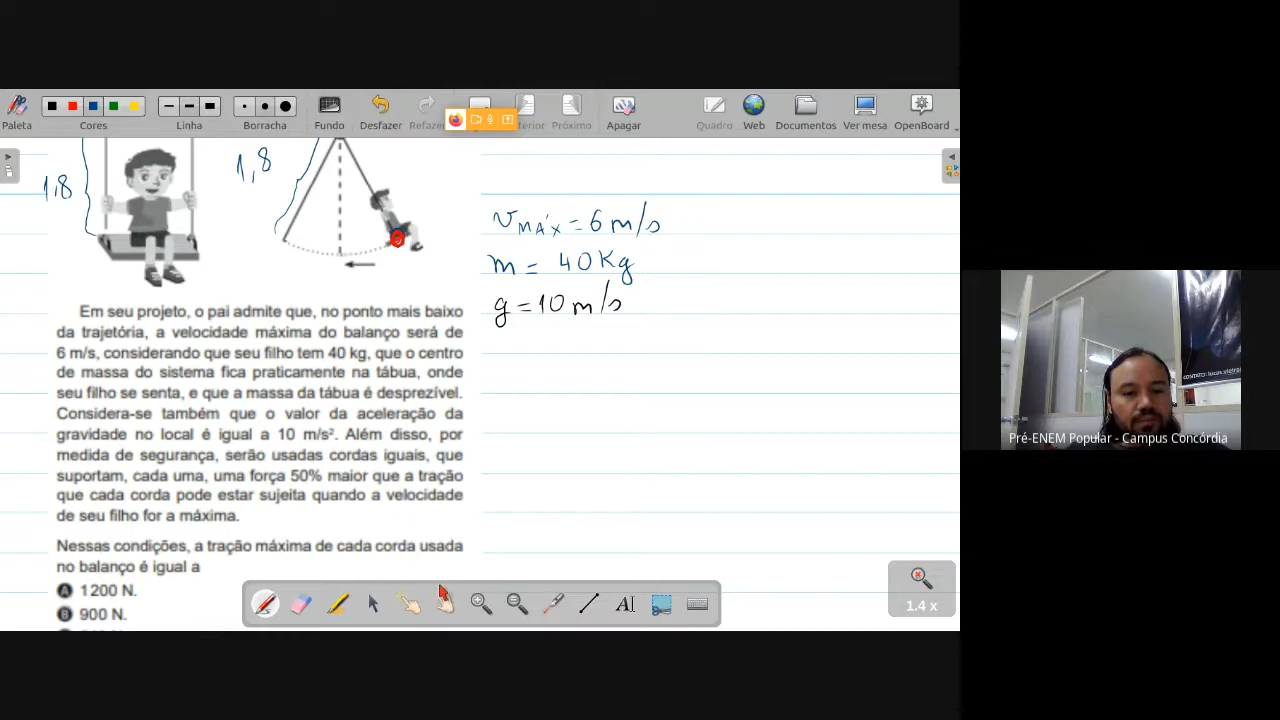 Paleta
Cores
Linha
Borracha
Fundo
Desfazer
Refazer
Próximo
Apagar
Quadro
Web
Documentos
Ver mesa
OpenBoard
1,8
1,8
vMÁX = 6 m/s
m = 40 Kg
g = 10 m/s
Em seu projeto, o pai admite que, no ponto mais baixo
da trajetória, a velocidade máxima do balanço será de
6 m/s, considerando que seu filho tem 40 kg, que o centro
de massa do sistema fica praticamente na tábua, onde
seu filho se senta, e que a massa da tábua é desprezível.
Considera-se também que o valor da aceleração da
gravidade no local é igual a 10 m/s². Além disso, por
medida de segurança, serão usadas cordas iguais, que
suportam, cada uma, uma força 50% maior que a tração
que cada corda pode estar sujeita quando a velocidade
de seu filho for a máxima.
Nessas condições, a tração máxima de cada corda usada
no balanço é igual a
A 1 200 N.
B 900 N.
AI
1.4 x
Pré-ENEM Popular - Campus Concórdia